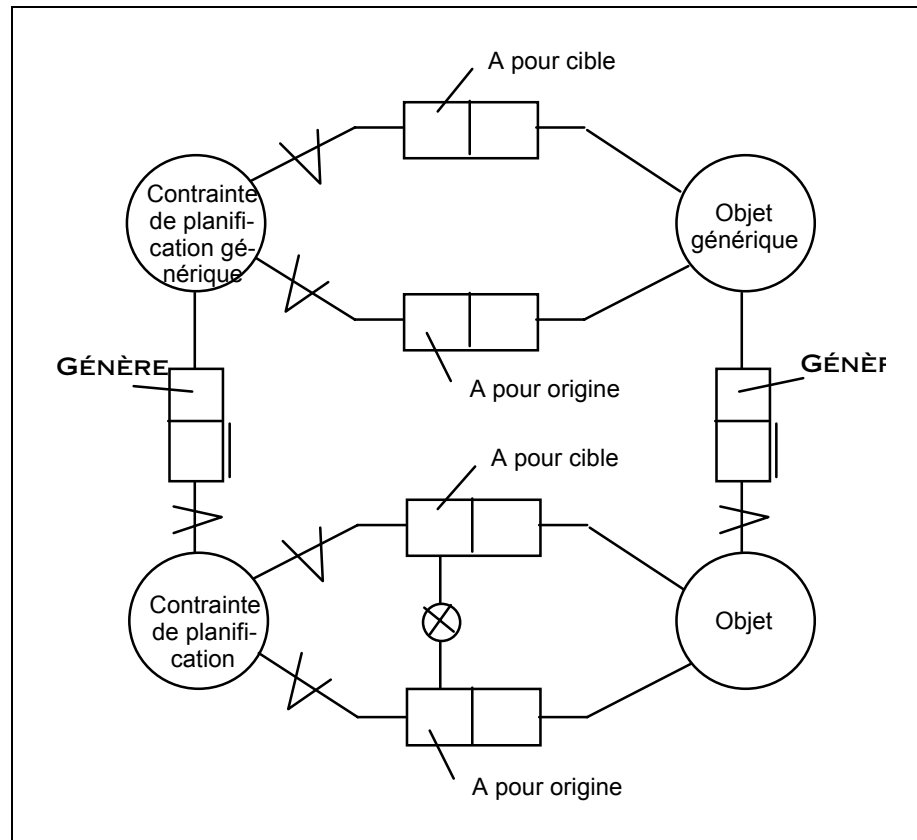 A pour cible
Contrainte
de planifi-
cation gé-
nérique
Objet
générique
A pour origine
GÉNÈRE
GÉNÈR
A pour cible
Contrainte
de planifi-
cation
Objet
A pour origine